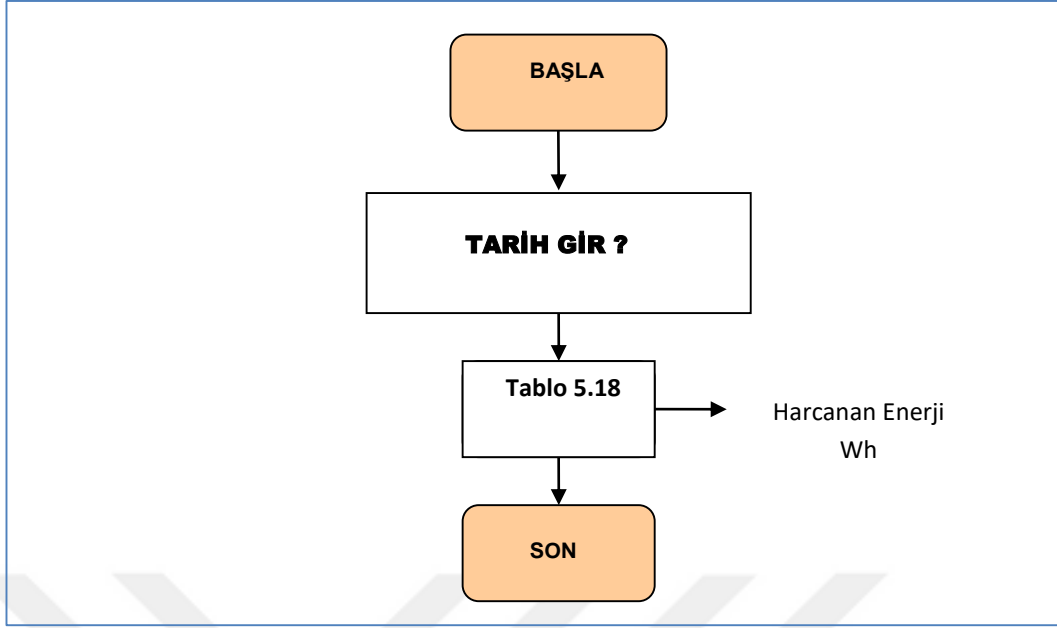 BAŞLA
TARİH GİR ?
Tablo 5.18
Harcanan Enerji
Wh
SON